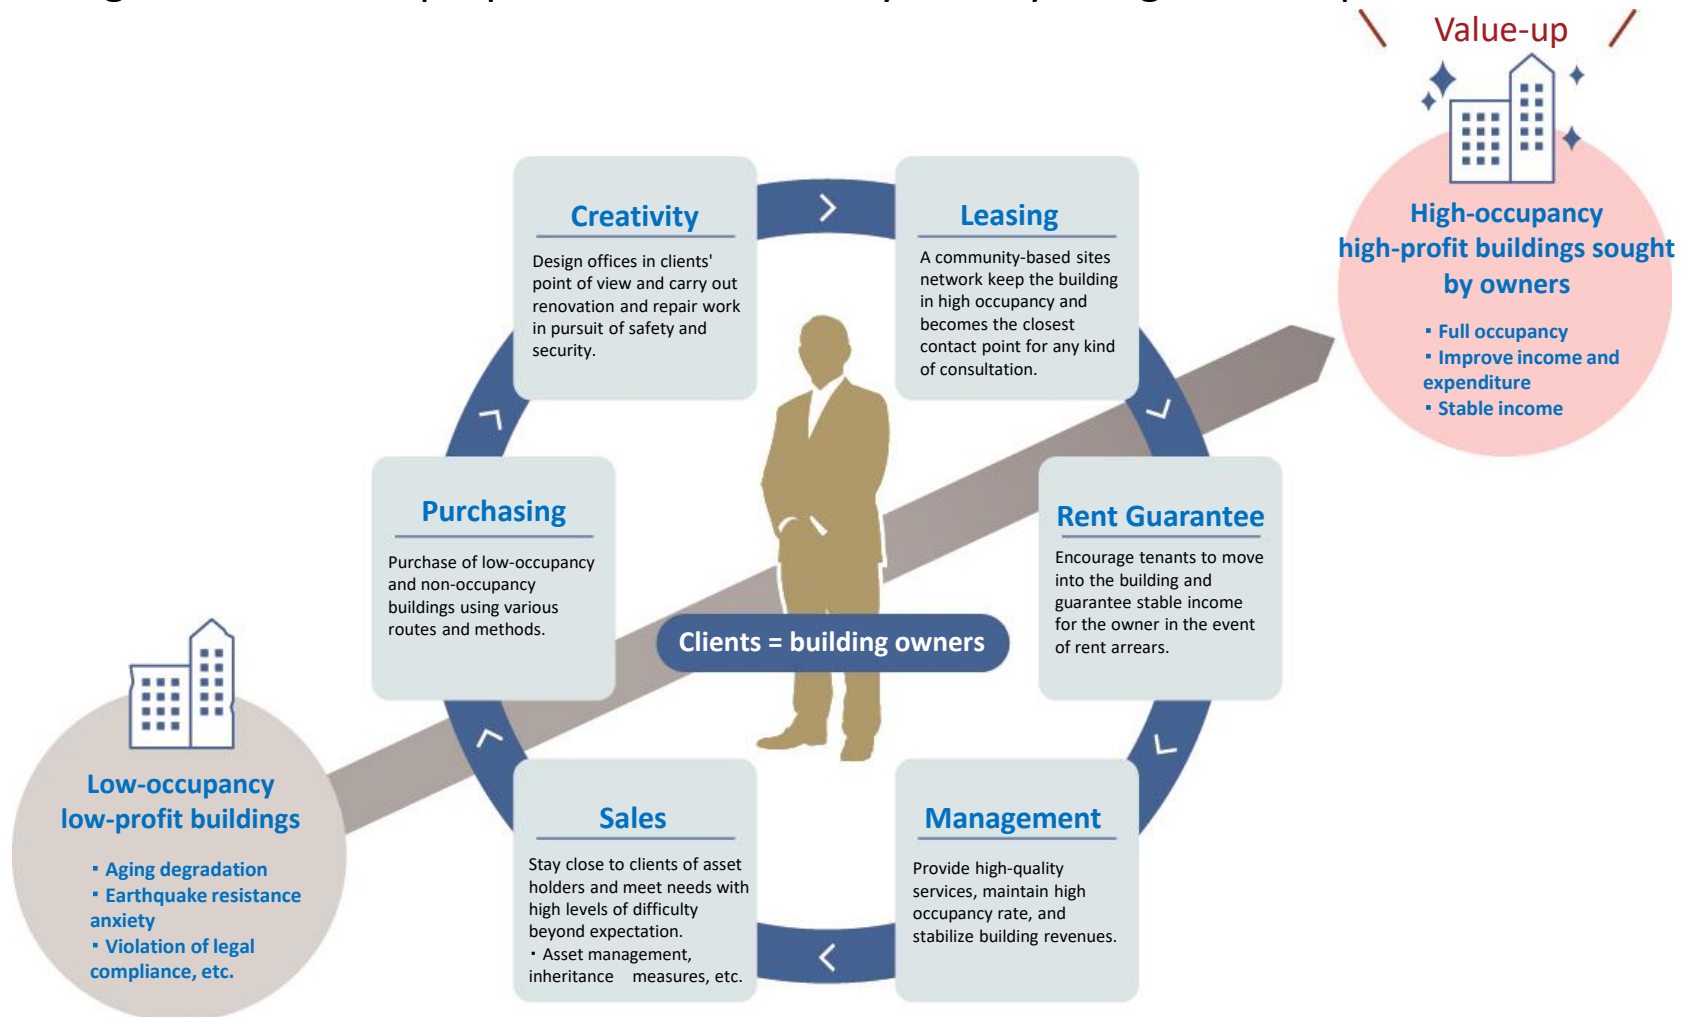 Value-up
High-occupancy
high-profit buildings sought
by owners
・Full occupancy
・Improve income and
expenditure
・Stable income
Creativity
Design offices in clients'
point of view and carry out
renovation and repair work
in pursuit of safety and
security.
Leasing
A community-based sites
network keep the building
in high occupancy and
becomes the closest
contact point for any kind
of consultation.
Purchasing
Purchase of low-occupancy
and non-occupancy
buildings using various
routes and methods.
Rent Guarantee
Encourage tenants to move
into the building and
guarantee stable income
for the owner in the event
of rent arrears.
Clients = building owners
Low-occupancy
low-profit buildings
・Aging degradation
・Earthquake resistance
anxiety
・Violation of legal
compliance, etc.
Sales
Stay close to clients of asset
holders and meet needs with
high levels of difficulty
beyond expectation.
・Asset management,
inheritance measures, etc.
Management
Provide high-quality
services, maintain high
occupancy rate, and
stabilize building revenues.